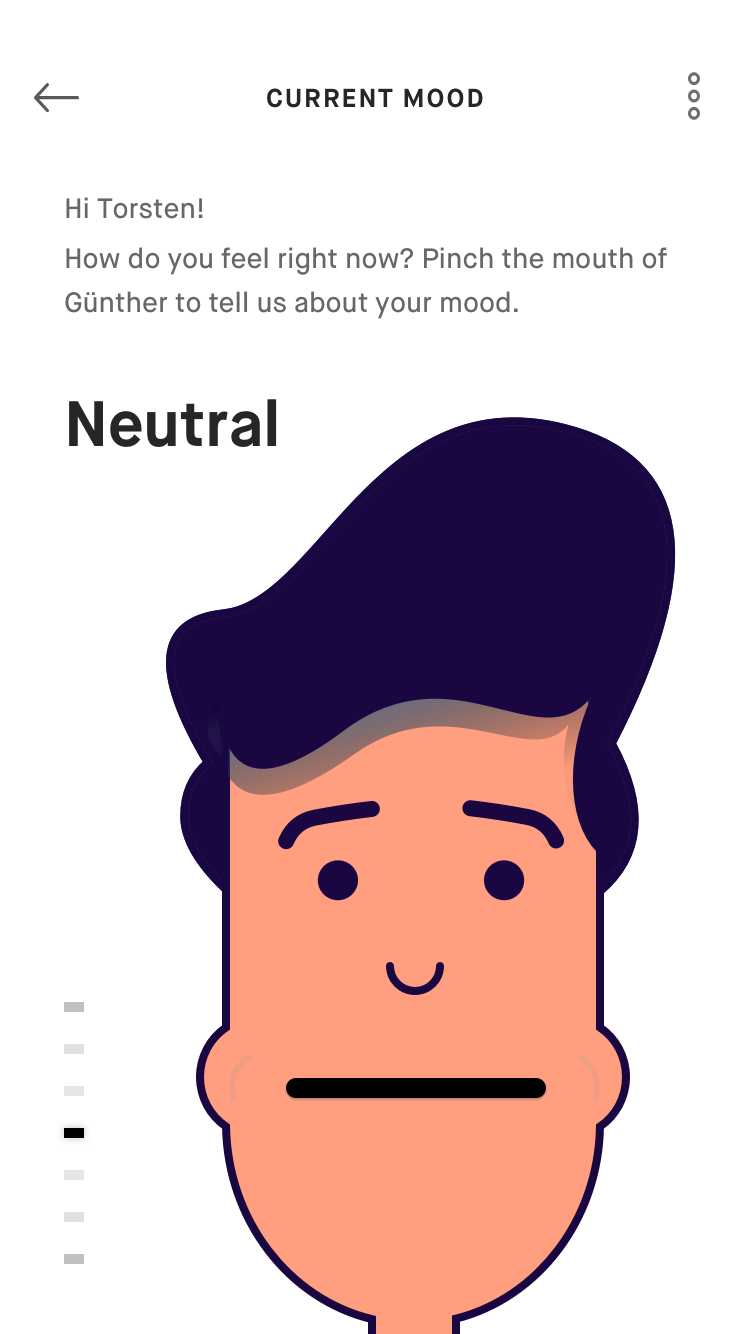 CURRENT MOOD
Hi Torsten!
How do you feel right now? Pinch the mouth of
Günther to tell us about your mood.
Neutral